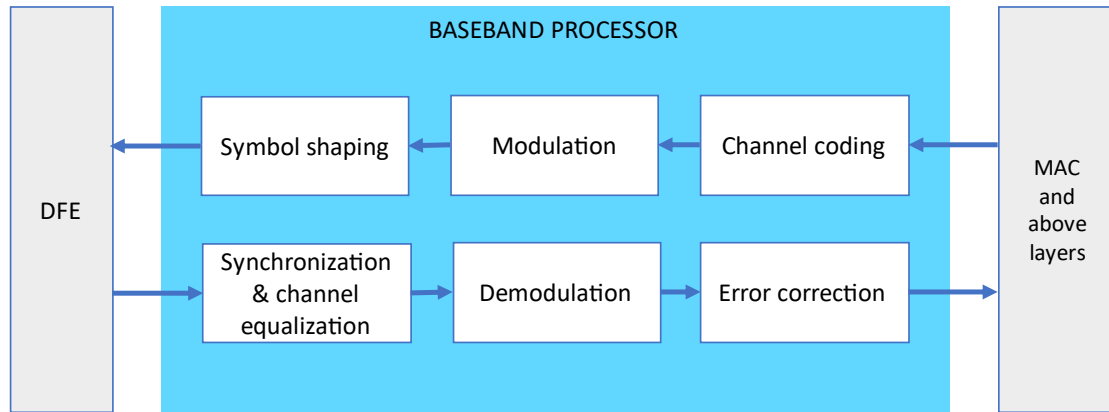 BASEBAND PROCESSOR
DFE
Symbol shaping
Modulation
Channel coding
MAC
and
above
layers
Synchronization
& channel
equalization
Demodulation
Error correction